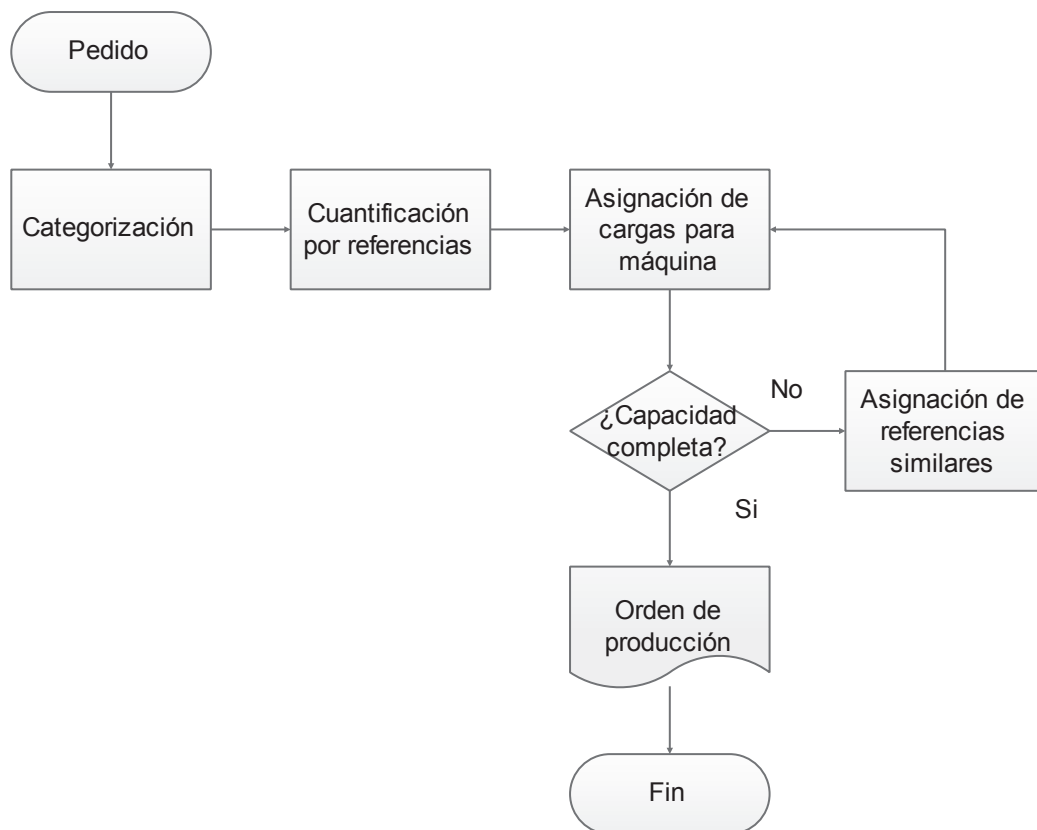 Pedido
Categorización
Cuantificación
por referencias
Asignación de
cargas para
máquina
¿Capacidad
completa?
No
Asignación de
referencias
similares
Si
Orden de
producción
Fin